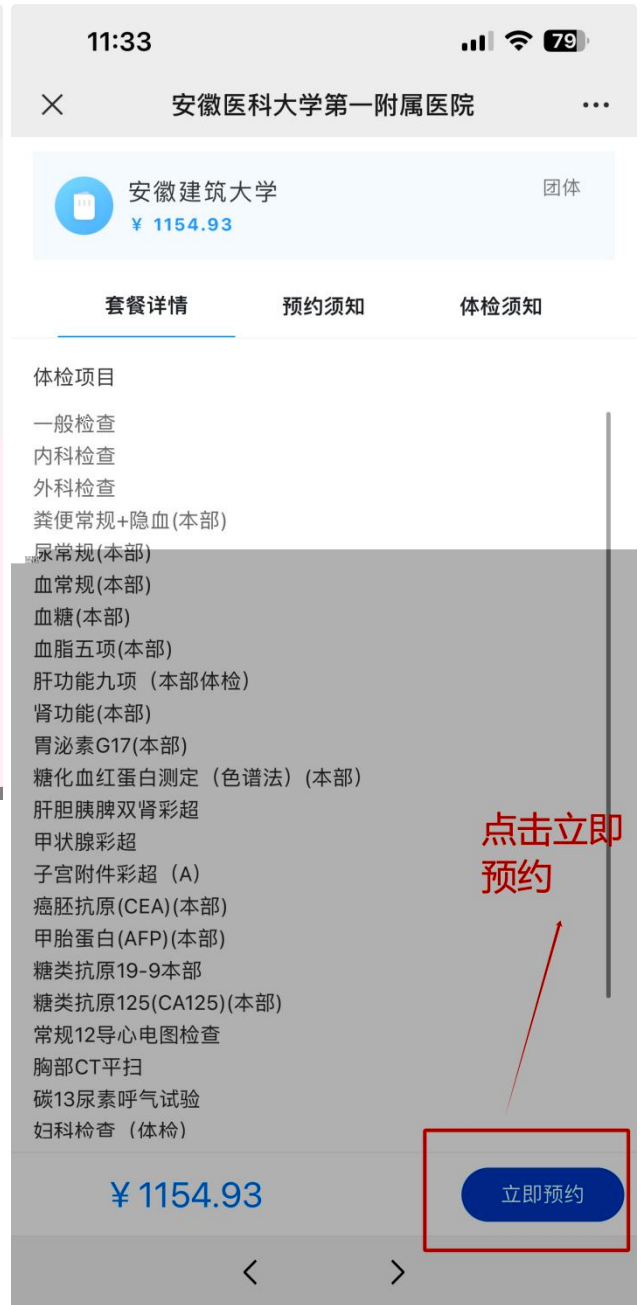 11:33
79
安徽医科大学第一附属医院
安徽建筑大学
团体
¥ 1154.93
套餐详情 预约须知 体检须知
体检项目
一般检查
内科检查
外科检查
粪便常规+隐血(本部)
尿常规(本部)
血常规(本部)
血糖(本部)
血脂五项(本部)
肝功能九项（本部体检）
肾功能(本部)
胃泌素G17(本部)
糖化血红蛋白测定（色谱法）(本部)
肝胆胰脾双肾彩超
甲状腺彩超
子宫附件彩超（A）
癌胚抗原(CEA)(本部)
甲胎蛋白(AFP)(本部)
糖类抗原19-9本部
糖类抗原125(CA125)(本部)
常规12导心电图检查
胸部CT平扫
碳13尿素呼气试验
妇科检查（体检）
点击立即
预约
¥ 1154.93
立即预约